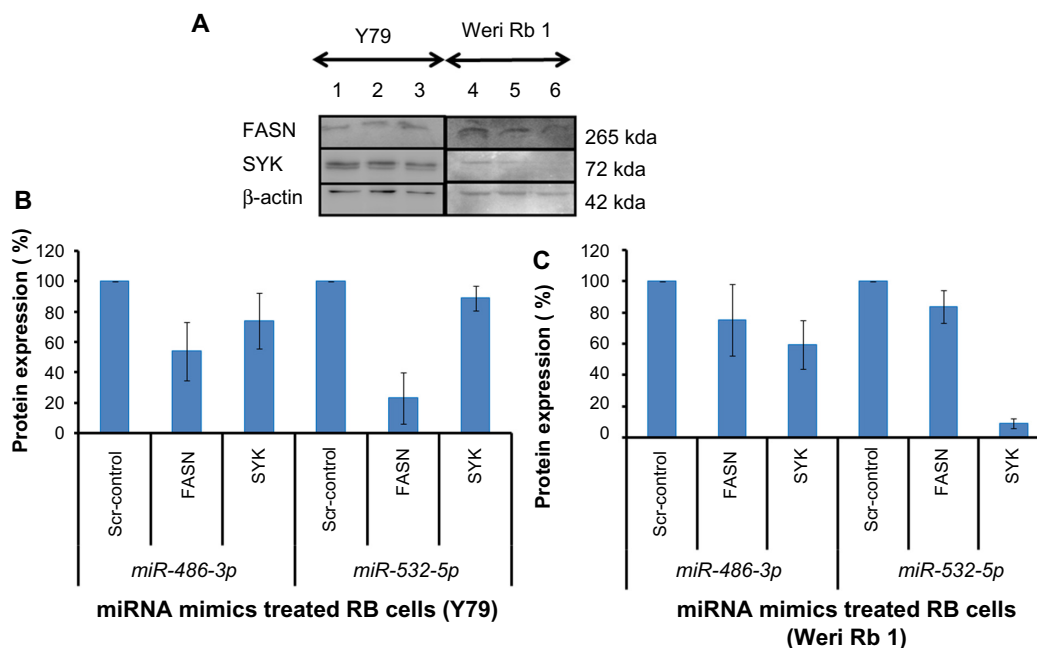 A
Y79 Weri Rb 1
1 2 3 4 5 6
FASN 265 kda
SYK 72 kda
β-actin 42 kda
B
Protein expression ( %)
120
100
80
60
40
20
0
Scr-control
FASN
SYK
Scr-control
FASN
SYK
miR-486-3p miR-532-5p
miRNA mimics treated RB cells (Y79)
C
Protein expression ( %)
120
100
80
60
40
20
0
Scr-control
FASN
SYK
Scr-control
FASN
SYK
miR-486-3p miR-532-5p
miRNA mimics treated RB cells
(Weri Rb 1)